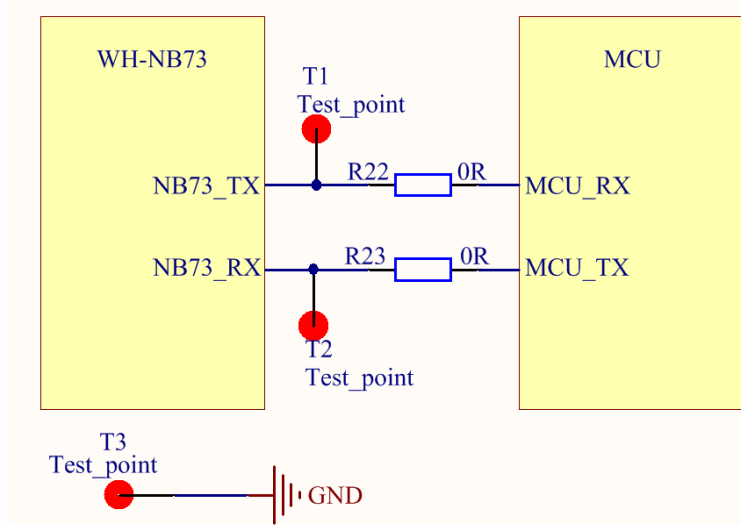 WH-NB73
MCU
T1
Test_point
NB73_TX
R22
0R
MCU_RX
NB73_RX
R23
0R
MCU_TX
T2
Test_point
T3
Test_point
GND